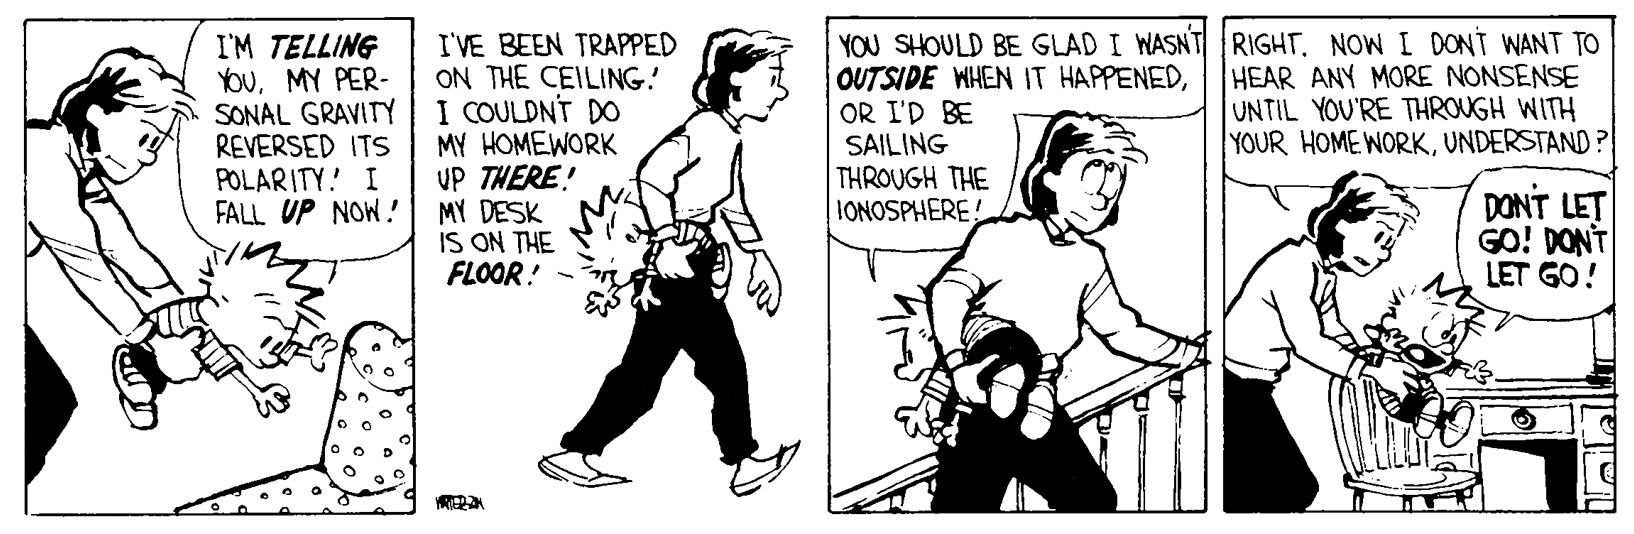 I'M TELLING
YOU, MY PER-
SONAL GRAVITY
REVERSED ITS
POLARITY! I
FALL UP NOW!
I'VE BEEN TRAPPED
ON THE CEILING!
I COULDN'T DO
MY HOMEWORK
UP THERE!
MY DESK
IS ON THE
FLOOR!
YOU SHOULD BE GLAD I WASN'T
OUTSIDE WHEN IT HAPPENED,
OR I'D BE
SAILING
THROUGH THE
IONOSPHERE!
RIGHT. NOW I DON'T WANT TO
HEAR ANY MORE NONSENSE
UNTIL YOU'RE THROUGH WITH
YOUR HOMEWORK, UNDERSTAND?
DON'T LET
GO! DON'T
LET GO!